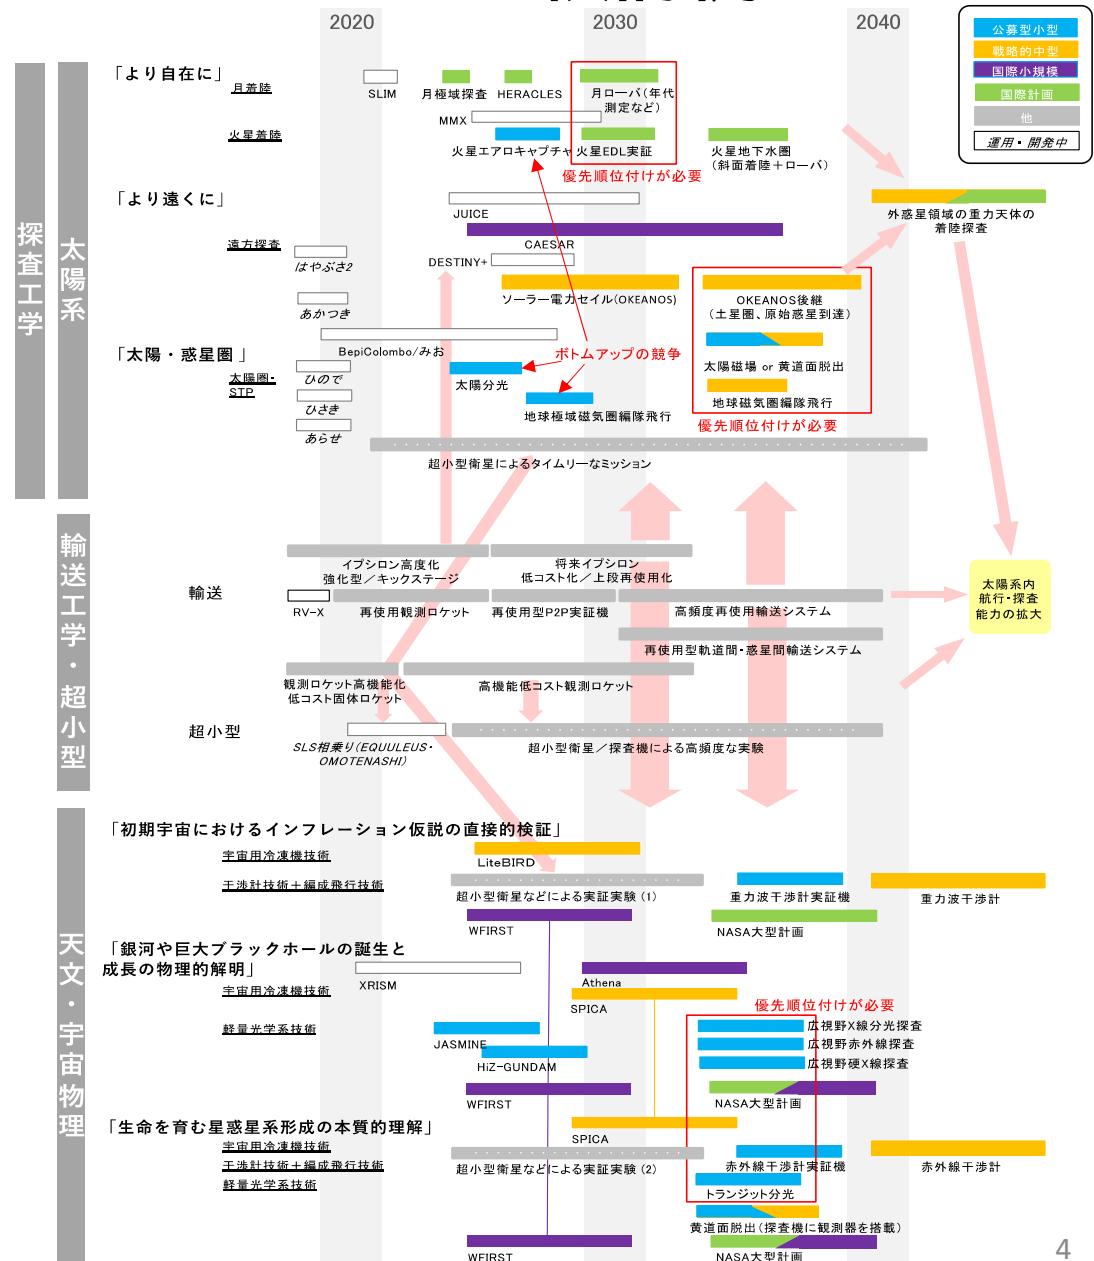 2020
2030
2040
公募型小型
戦略的中型
国際小規模
国際計画
他
運用・開発中
探査工学
太陽系
「より自在に」
月着陸
SLIM
月極域探査
HERACLES
月ローバ(年代
測定など)
MMX
火星着陸
火星エアロキャプチャ
火星EDL実証
火星地下水圏
(斜面着陸＋ローバ)
優先順位付けが必要
「より遠くに」
JUICE
外惑星領域の重力天体の
着陸探査
遠方探査
CAESAR
はやぶさ2
DESTINY+
ソーラー電力セイル(OKEANOS)
OKEANOS後継
(土星圏、原始惑星到達)
あかつき
「太陽・惑星圏」
BepiColombo/みお
ボトムアップの競争
太陽磁場 or 黄道面脱出
太陽圏・
STP
ひので
太陽分光
ひさき
地球極域磁気圏編隊飛行
地球磁気圏編隊飛行
あらせ
優先順位付けが必要
超小型衛星によるタイムリーなミッション
輸送工学・超小型
輸送
イプシロン高度化
強化型／キックステージ
将来イプシロン
低コスト化／上段再使用化
RV-X
再使用観測ロケット
再使用型P2P実証機
高頻度再使用輸送システム
太陽系内
航行・探査
能力の拡大
再使用型軌道間・惑星間輸送システム
観測ロケット高機能化
低コスト固体ロケット
高機能低コスト観測ロケット
超小型
SLS相乗り(EQUULEUS・
OMOTENASHI)
超小型衛星／探査機による高頻度な実験
天文・宇宙物理
「初期宇宙におけるインフレーション仮説の直接的検証」
宇宙用冷凍機技術
LiteBIRD
干渉計技術＋編成飛行技術
超小型衛星などによる実証実験 (1)
重力波干渉計実証機
重力波干渉計
WFIRST
NASA大型計画
「銀河や巨大ブラックホールの誕生と
成長の物理的解明」
XRISM
Athena
宇宙用冷凍機技術
SPICA
優先順位付けが必要
軽量光学系技術
JASMINE
広視野X線分光探査
広視野赤外線探査
HiZ-GUNDAM
広視野硬X線探査
WFIRST
NASA大型計画
「生命を育む星惑星系形成の本質的理解」
SPICA
宇宙用冷凍機技術
干渉計技術＋編成飛行技術
超小型衛星などによる実証実験 (2)
赤外線干渉計実証機
赤外線干渉計
軽量光学系技術
トランジット分光
黄道面脱出(探査機に観測器を搭載)
WFIRST
NASA大型計画
4